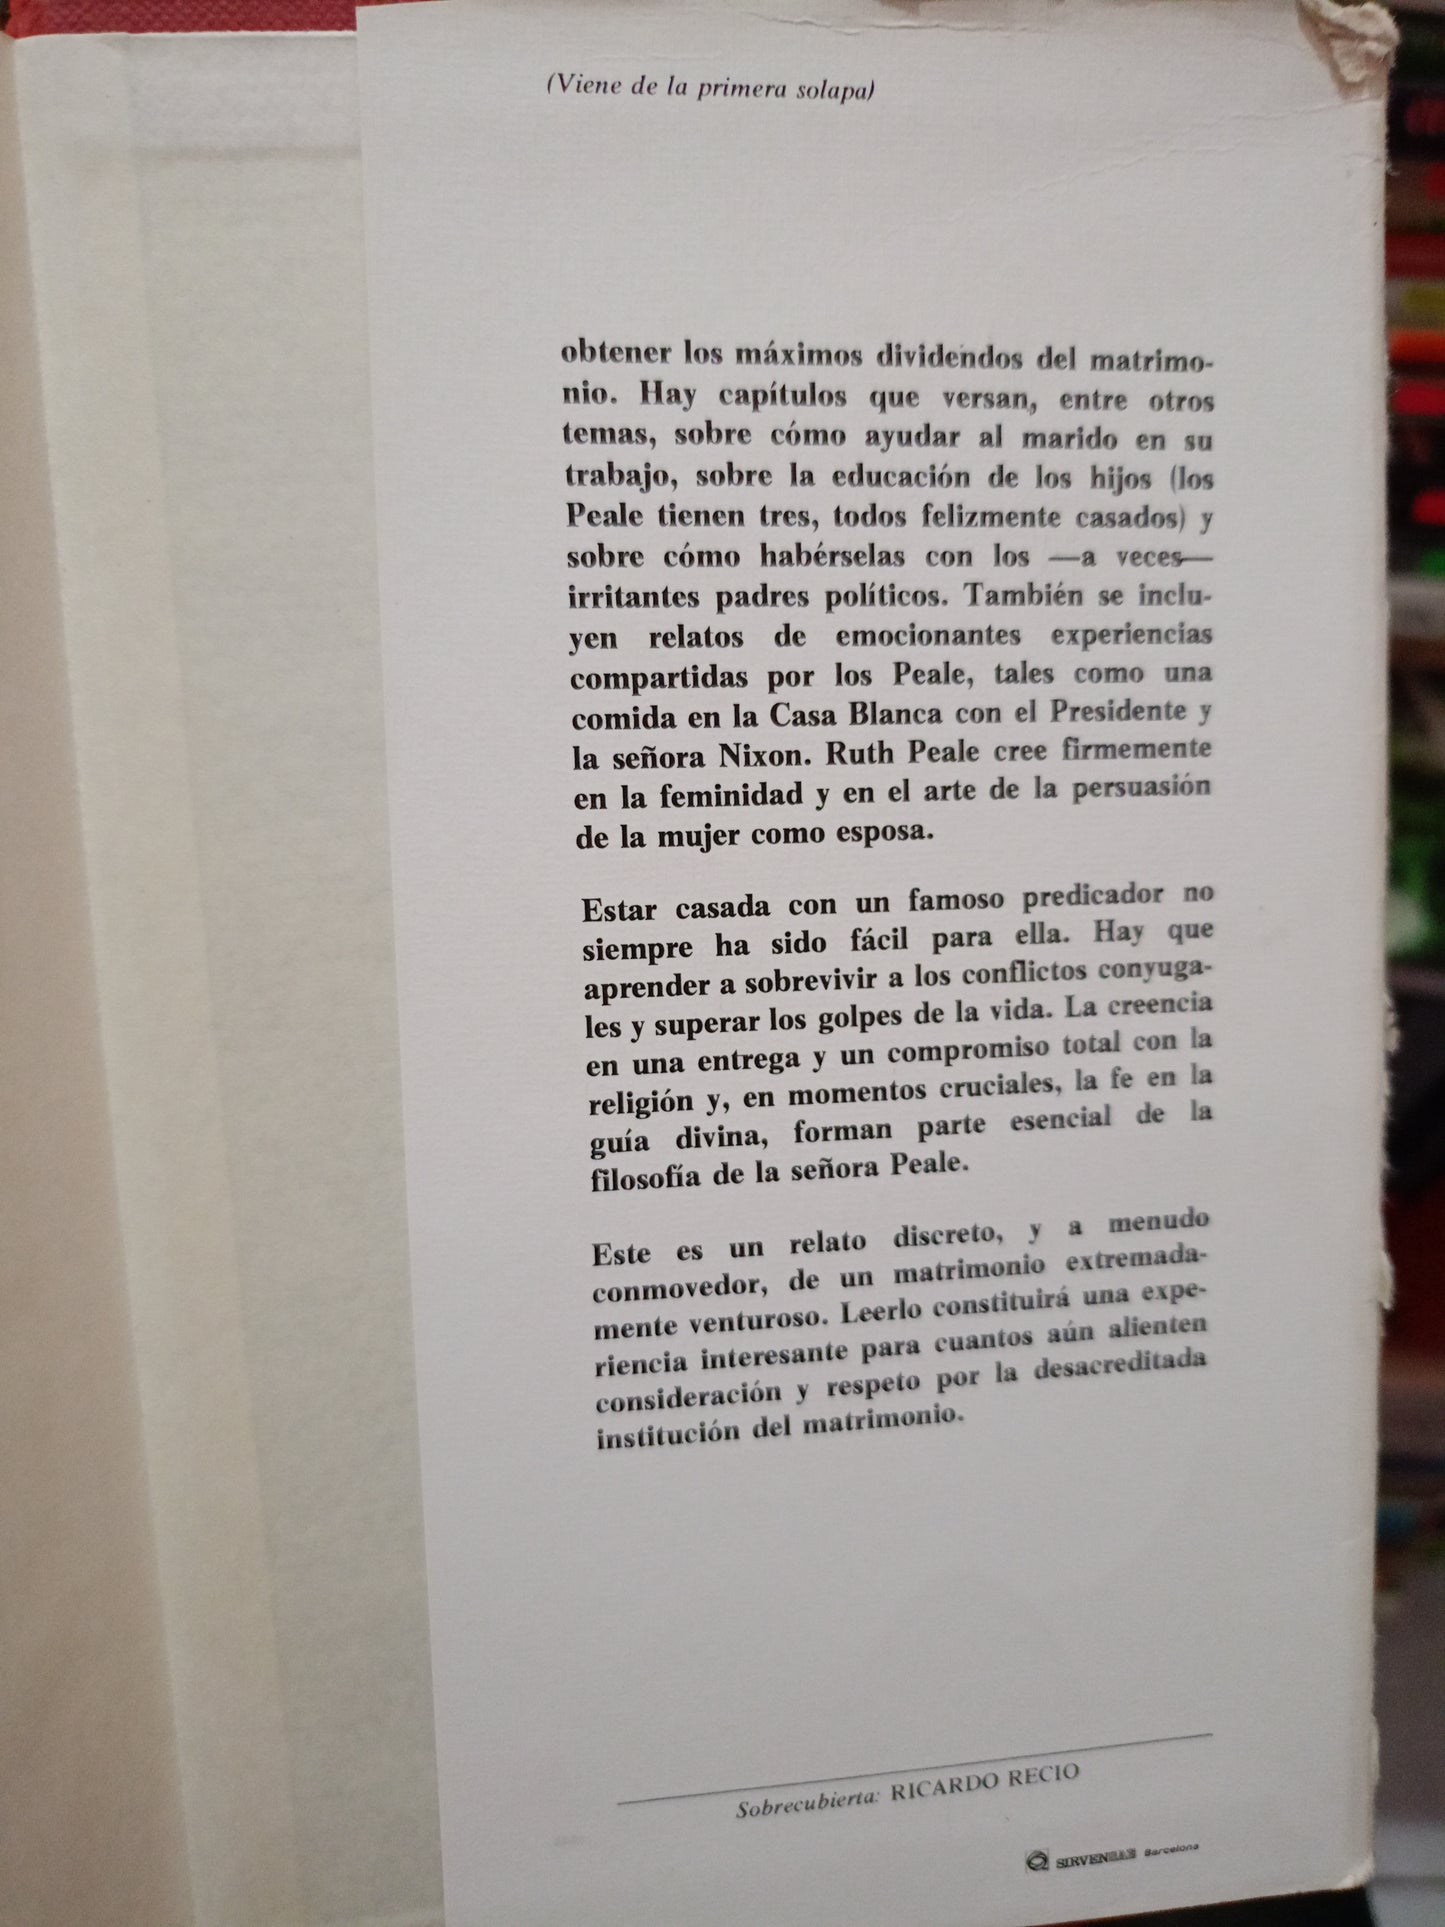 (Viene de la primera solapa)
obtener los máximos dividendos del matrimo-
nio. Hay capítulos que versan, entre otros
temas, sobre cómo ayudar al marido en su
trabajo, sobre la educación de los hijos (los
Peale tienen tres, todos felizmente casados) y
sobre cómo habérselas con los —a veces—
irritantes padres políticos. También se inclu-
yen relatos de emocionantes experiencias
compartidas por los Peale, tales como una
comida en la Casa Blanca con el Presidente y
la señora Nixon. Ruth Peale cree firmemente
en la feminidad y en el arte de la persuasión
de la mujer como esposa.
Estar casada con un famoso predicador no
siempre ha sido fácil para ella. Hay que
aprender a sobrevivir a los conflictos conyuga-
les y superar los golpes de la vida. La creencia
en una entrega y un compromiso total con la
religión y, en momentos cruciales, la fe en la
guía divina, forman parte esencial de la
filosofía de la señora Peale.
Este es un relato discreto, y a menudo
conmovedor, de un matrimonio extremada-
mente venturoso. Leerlo constituirá una expe-
riencia interesante para cuantos aún alienten
consideración y respeto por la desacreditada
institución del matrimonio.
Sobrecubierta: RICARDO RECIO
Barcelona